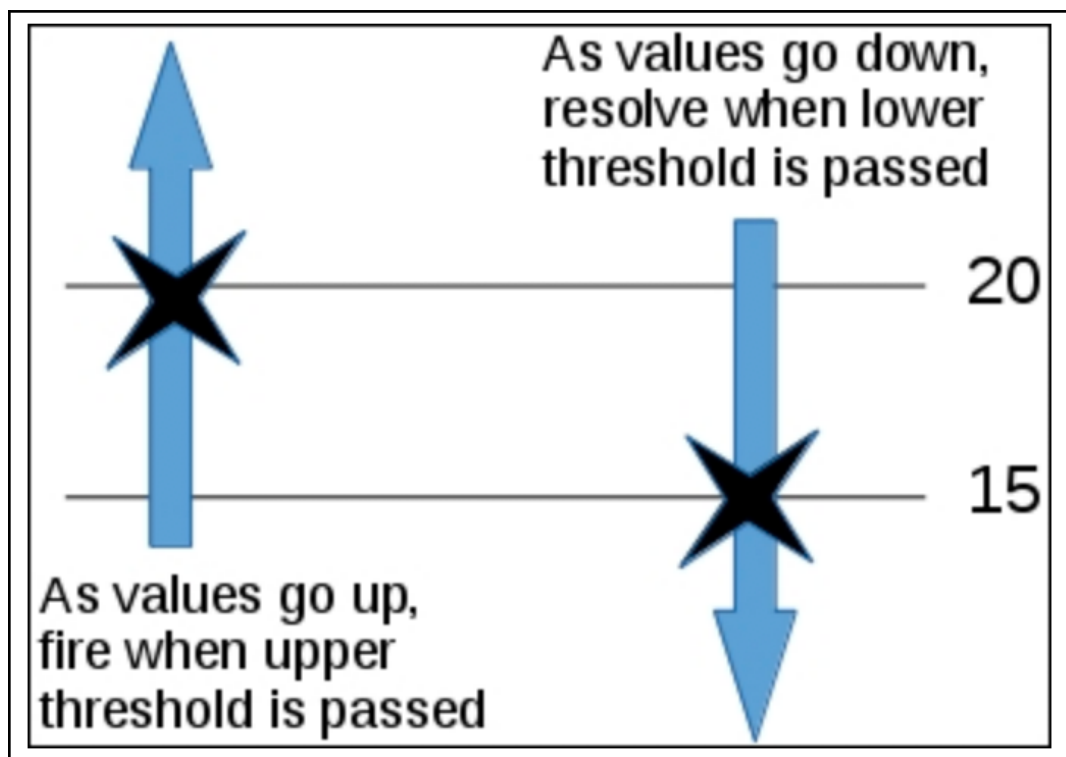 As values go down,
resolve when lower
threshold is passed
20
15
As values go up,
fire when upper
threshold is passed